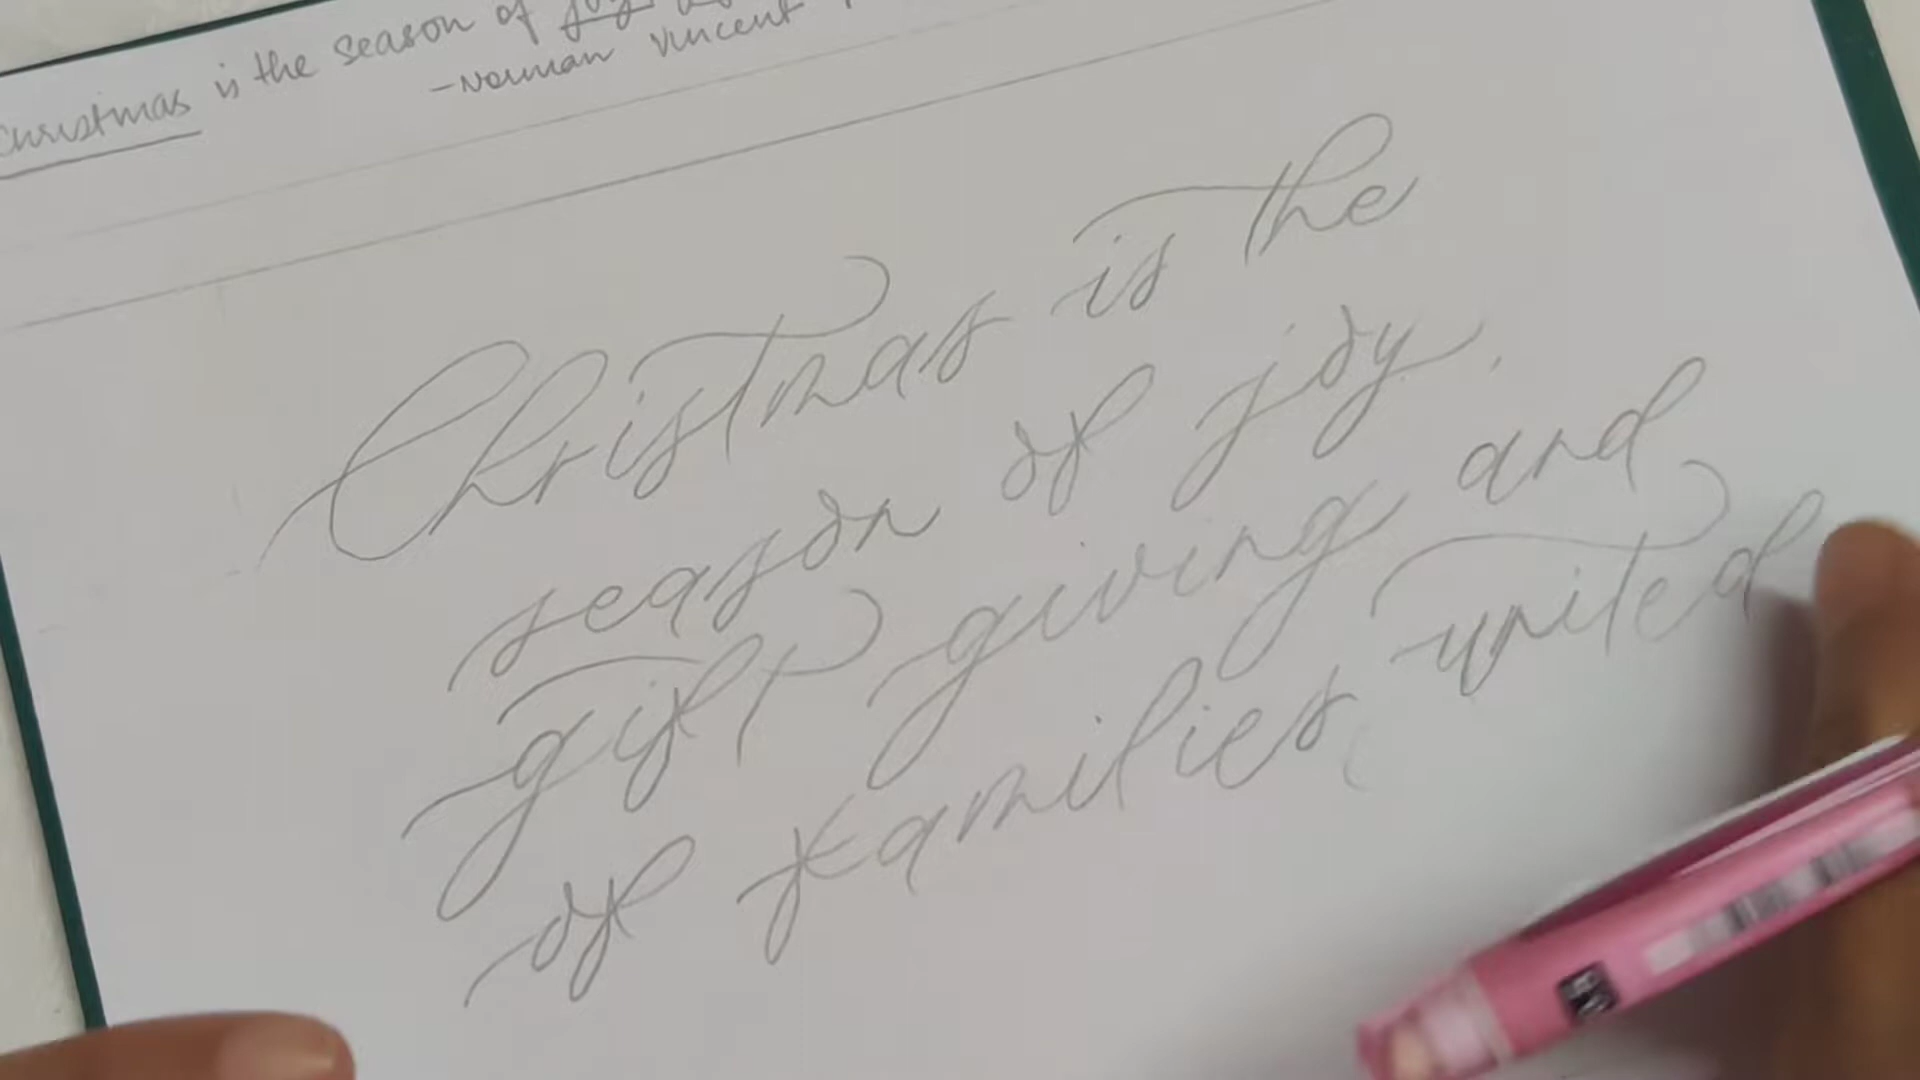 Christmas is the season of joy
-Norman Vincent
Christmas is the
season of joy,
gift giving and
of families united